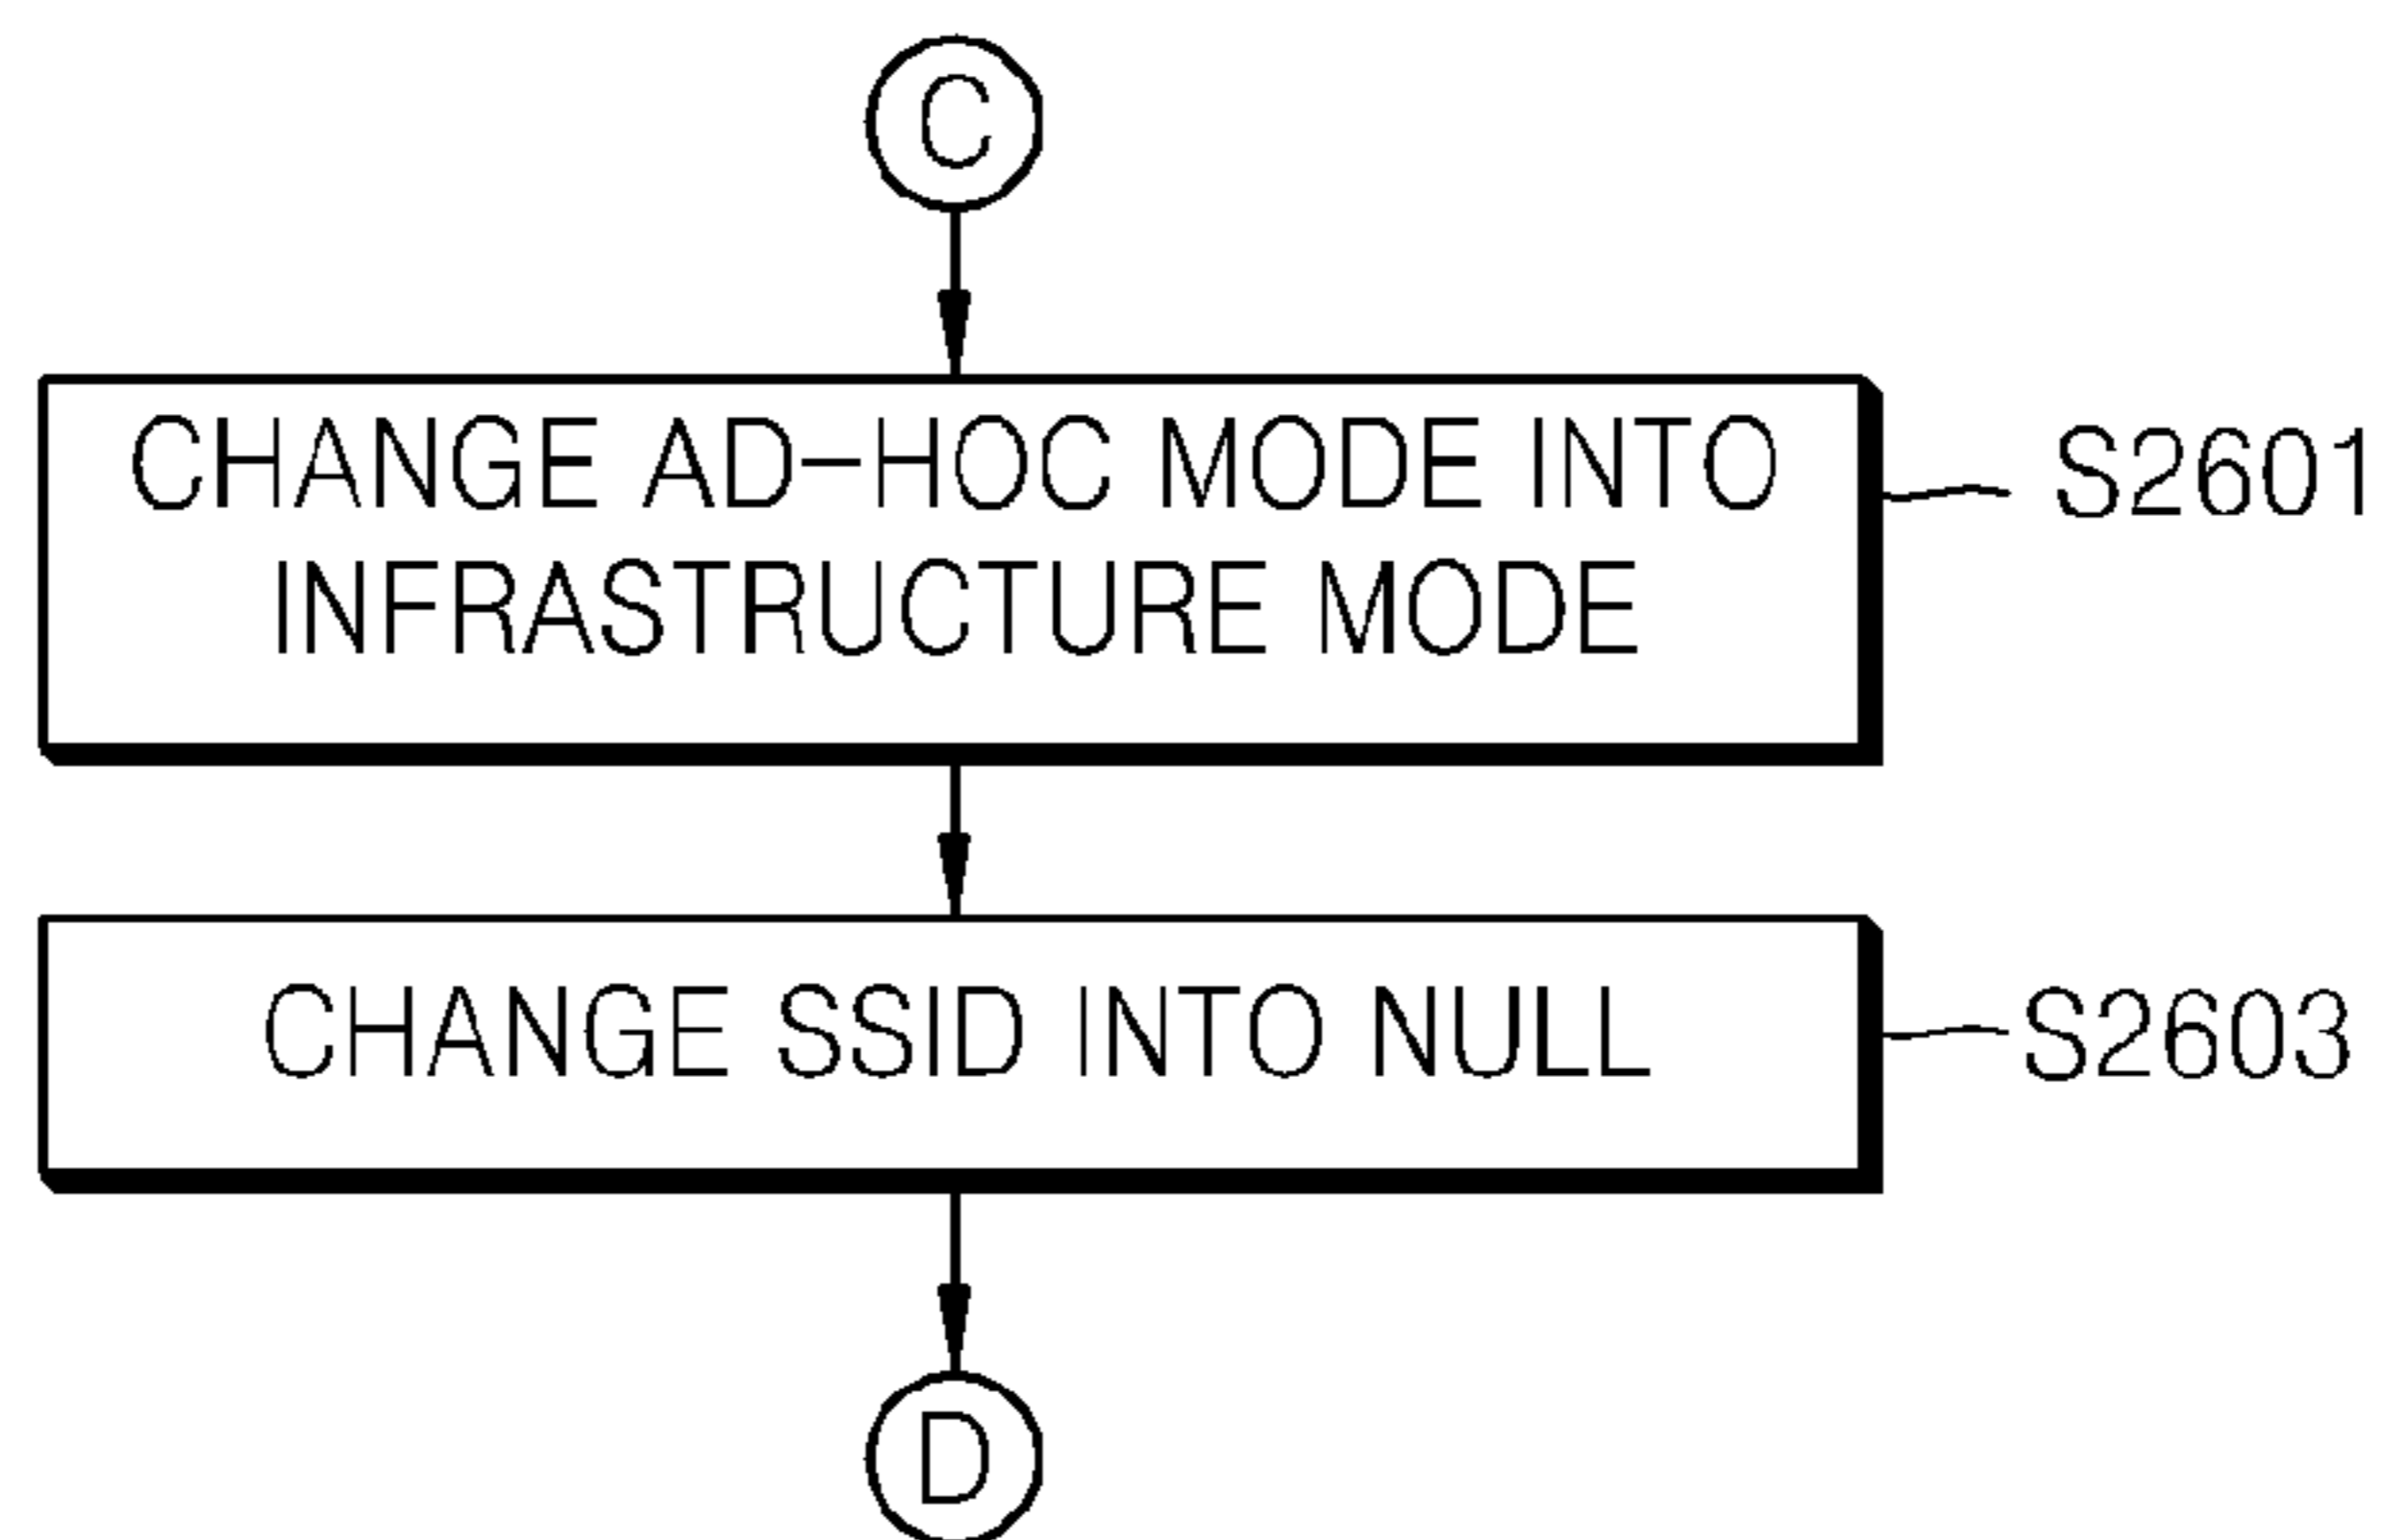 C
CHANGE AD-HOC MODE INTO
INFRASTRUCTURE MODE
S2601
CHANGE SSID INTO NULL
S2603
D